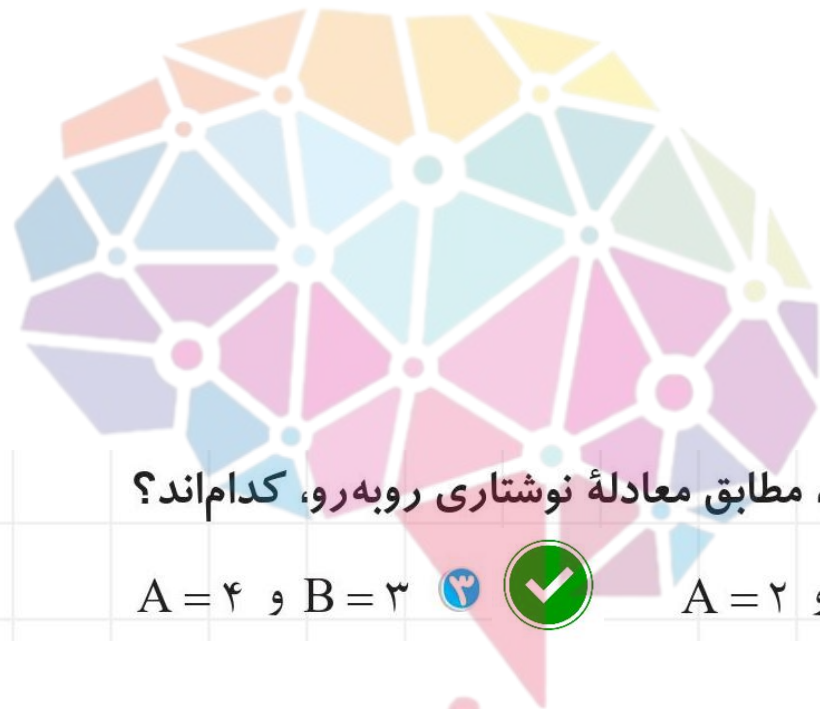 ، مطابق معادلهٔ نوشتاری روبه‌رو، کدام‌اند؟
A = ۲ و ۳ B = ۳ و A = ۴